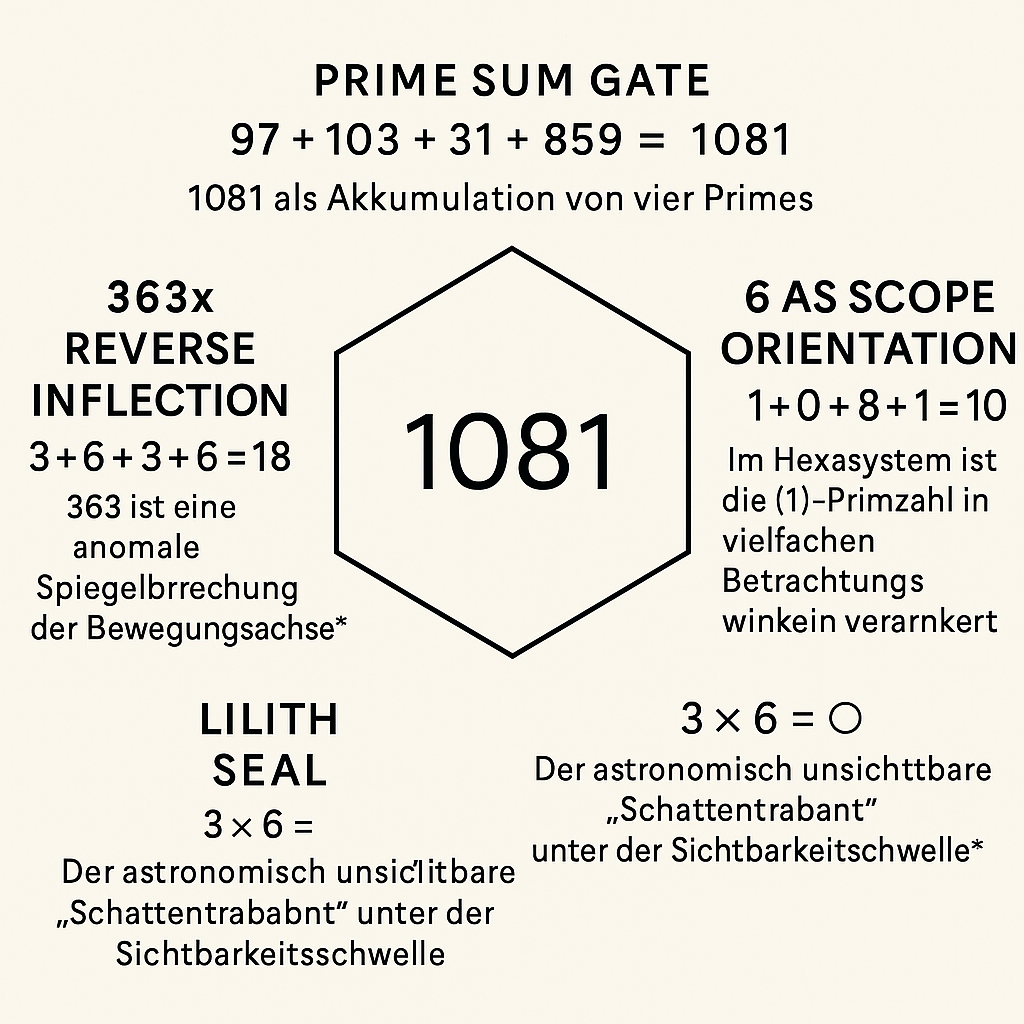 PRIME SUM GATE
97 + 103 + 31 + 859 = 1081
1081 als Akkumulation von vier Primes
363x
REVERSE
INFLECTION
3+6+3+6=18
363 ist eine
anomale
Spiegelbrrechung
der Bewegungsachse*
1081
6 AS SCOPE
ORIENTATION
1+0+8+1=10
Im Hexasystem ist
die (1)–Primzahl in
vielfachen
Betrachtungs
winkein verarnkert
LILITH
SEAL
3 × 6 =
Der astronomisch
„Schattentrababnt” unter der
Sichtbarkeitsschwelle
3 × 6 = ○
Der astronomisch unsichttbare
„Schattentrabant”
unter der Sichtbarkeitschwelle*